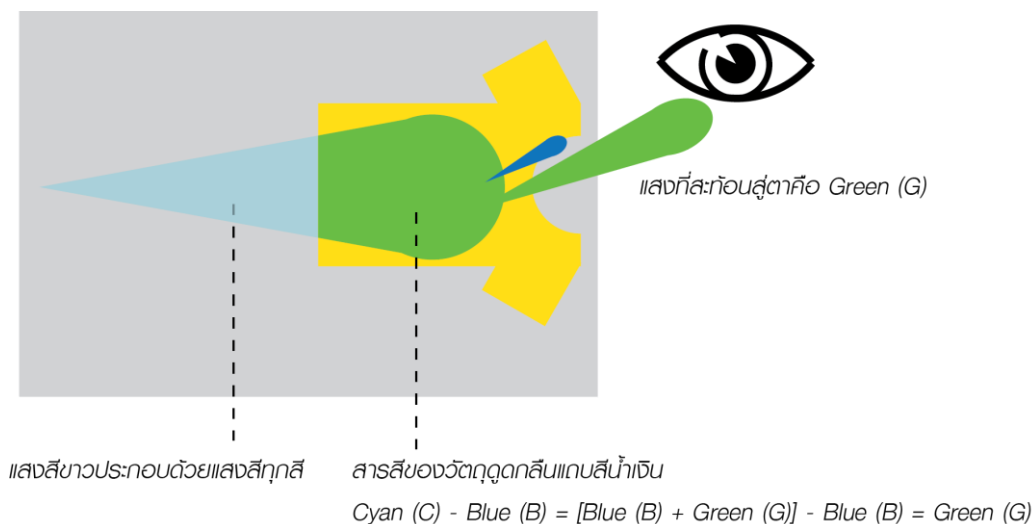 แสงที่สะท้อนสู่ตาคือ Green (G)
แสงสีขาวประกอบด้วยแสงสีทุกสี
สารสีของวัตถุดูดกลืนแถบสีน้ำเงิน
Cyan (C) - Blue (B) = [Blue (B) + Green (G)] - Blue (B) = Green (G)